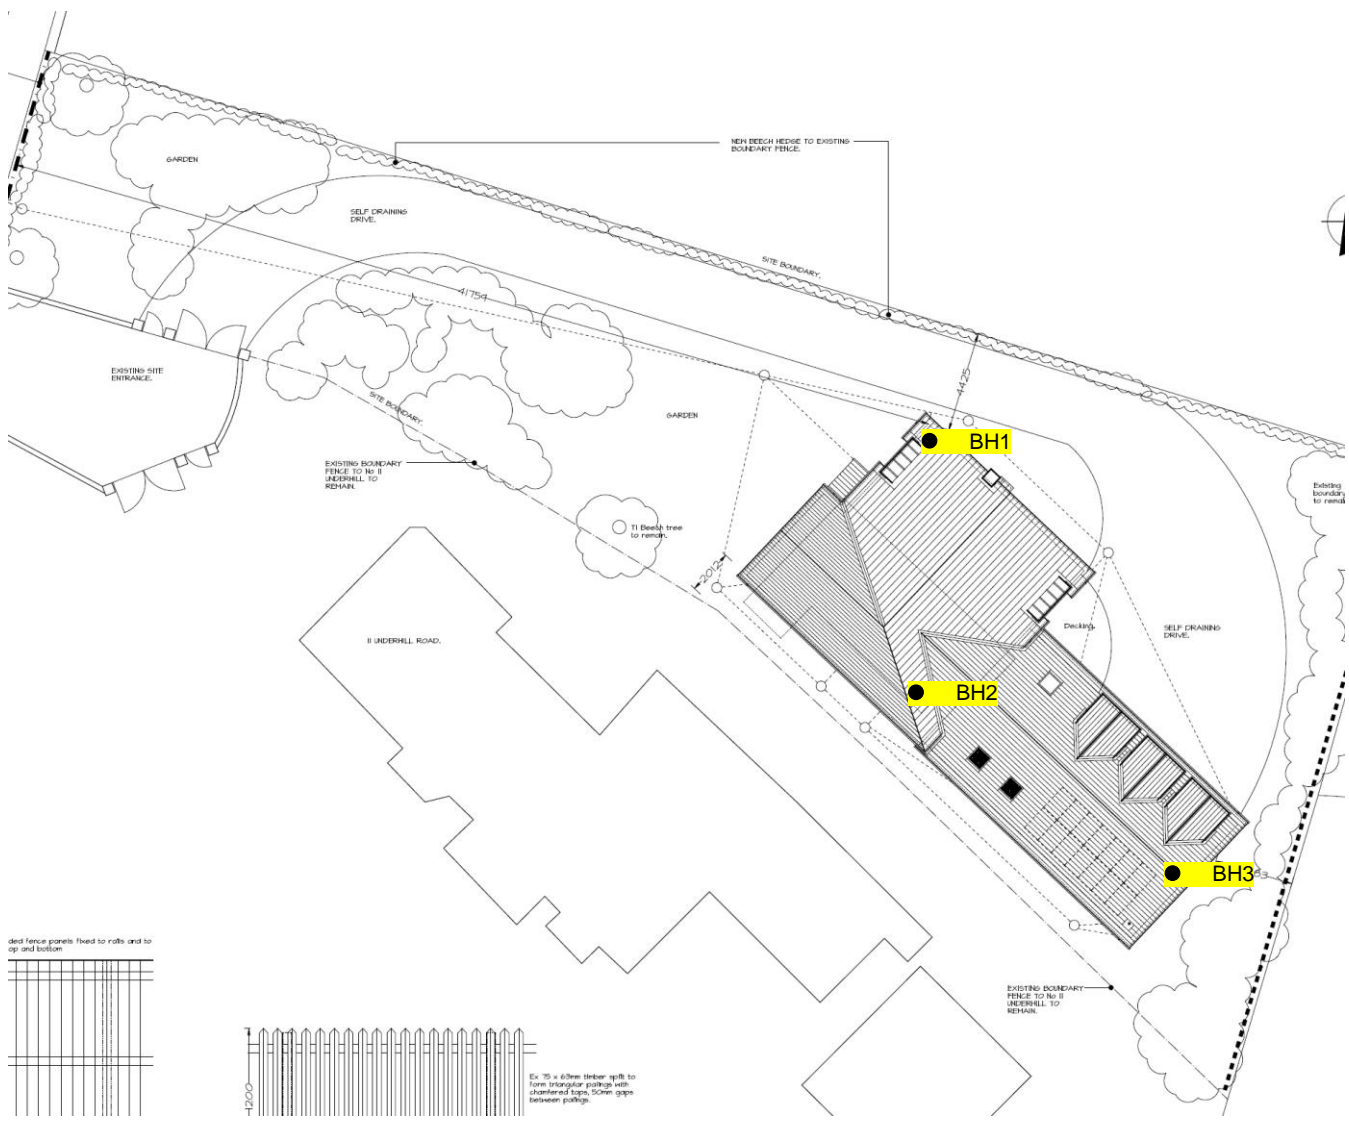 NEW BEECH HEDGE TO EXISTING
BOUNDARY FENCE.
GARDEN
SELF DRAINING
DRIVE.
SITE BOUNDARY.
41754
EXISTING SITE
ENTRANCE.
4425
SITE BOUNDARY.
GARDEN
BH1
EXISTING BOUNDARY
FENCE TO No 11
UNDERHILL TO
REMAIN.
Existing
boundary
to remain
T1 Beech tree
to remain.
2012
11 UNDERHILL ROAD.
Decking.
SELF DRAINING
DRIVE.
BH2
BH3
63
ded fence panels fixed to rails and to
op and bottom
EXISTING BOUNDARY
FENCE TO No 11
UNDERHILL TO
REMAIN.
Ex 75 x 63mm timber split to
form triangular palings with
chamfered tops, 50mm gaps
between palings.
1200